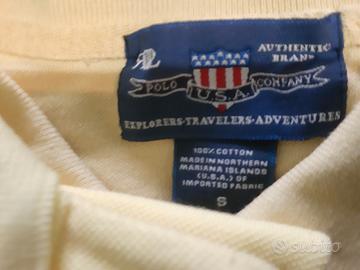 AUTHENTIC
BRAND
POLO U.S.A. COMPANY
EXPLORERS·TRAVELERS·ADVENTURES
100% COTTON
MADE IN NORTHERN
MARIANA ISLANDS
(U.S.A.) OF
IMPORTED FABRIC
S
Subito